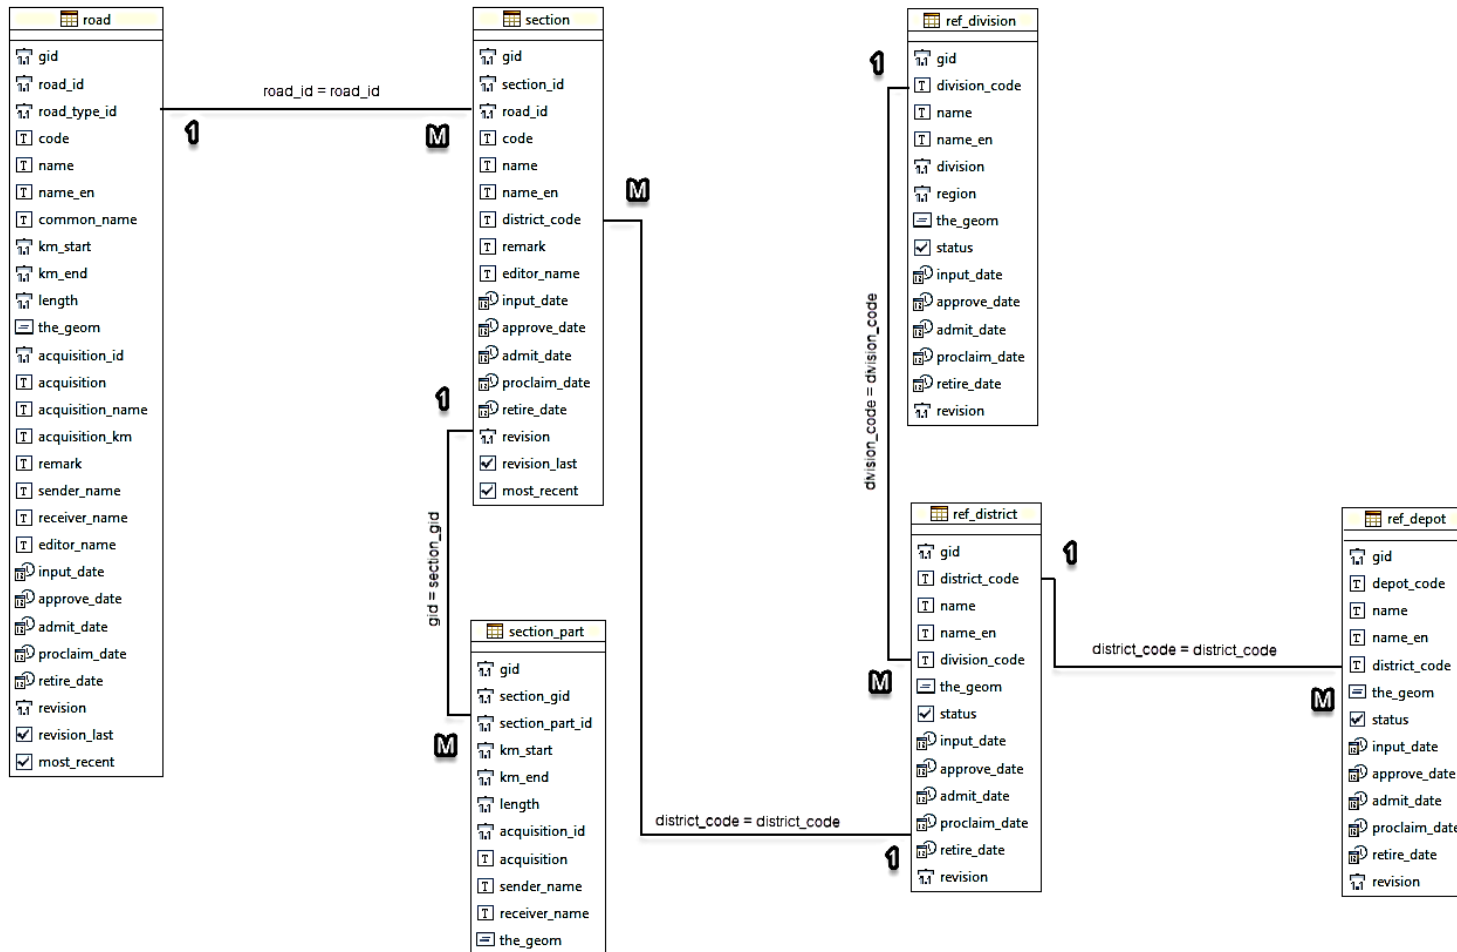 road
gid
road_id
road_type_id
code
name
name_en
common_name
km_start
km_end
length
the_geom
acquisition_id
acquisition
acquisition_name
acquisition_km
remark
sender_name
receiver_name
editor_name
input_date
approve_date
admit_date
proclaim_date
retire_date
revision
revision_last
most_recent
road_id = road_id
1
M
section
gid
section_id
road_id
code
name
name_en
district_code
remark
editor_name
input_date
approve_date
admit_date
proclaim_date
retire_date
revision
revision_last
most_recent
1
gid = section_gid
M
section_part
gid
section_gid
section_part_id
km_start
km_end
length
acquisition_id
acquisition
sender_name
receiver_name
the_geom
M
district_code = district_code
1
ref_division
gid
division_code
name
name_en
division
region
the_geom
status
input_date
approve_date
admit_date
proclaim_date
retire_date
revision
1
division_code = division_code
M
ref_district
gid
district_code
name
name_en
division_code
the_geom
status
input_date
approve_date
admit_date
proclaim_date
retire_date
revision
1
district_code = district_code
M
ref_depot
gid
depot_code
name
name_en
district_code
the_geom
status
input_date
approve_date
admit_date
proclaim_date
retire_date
revision